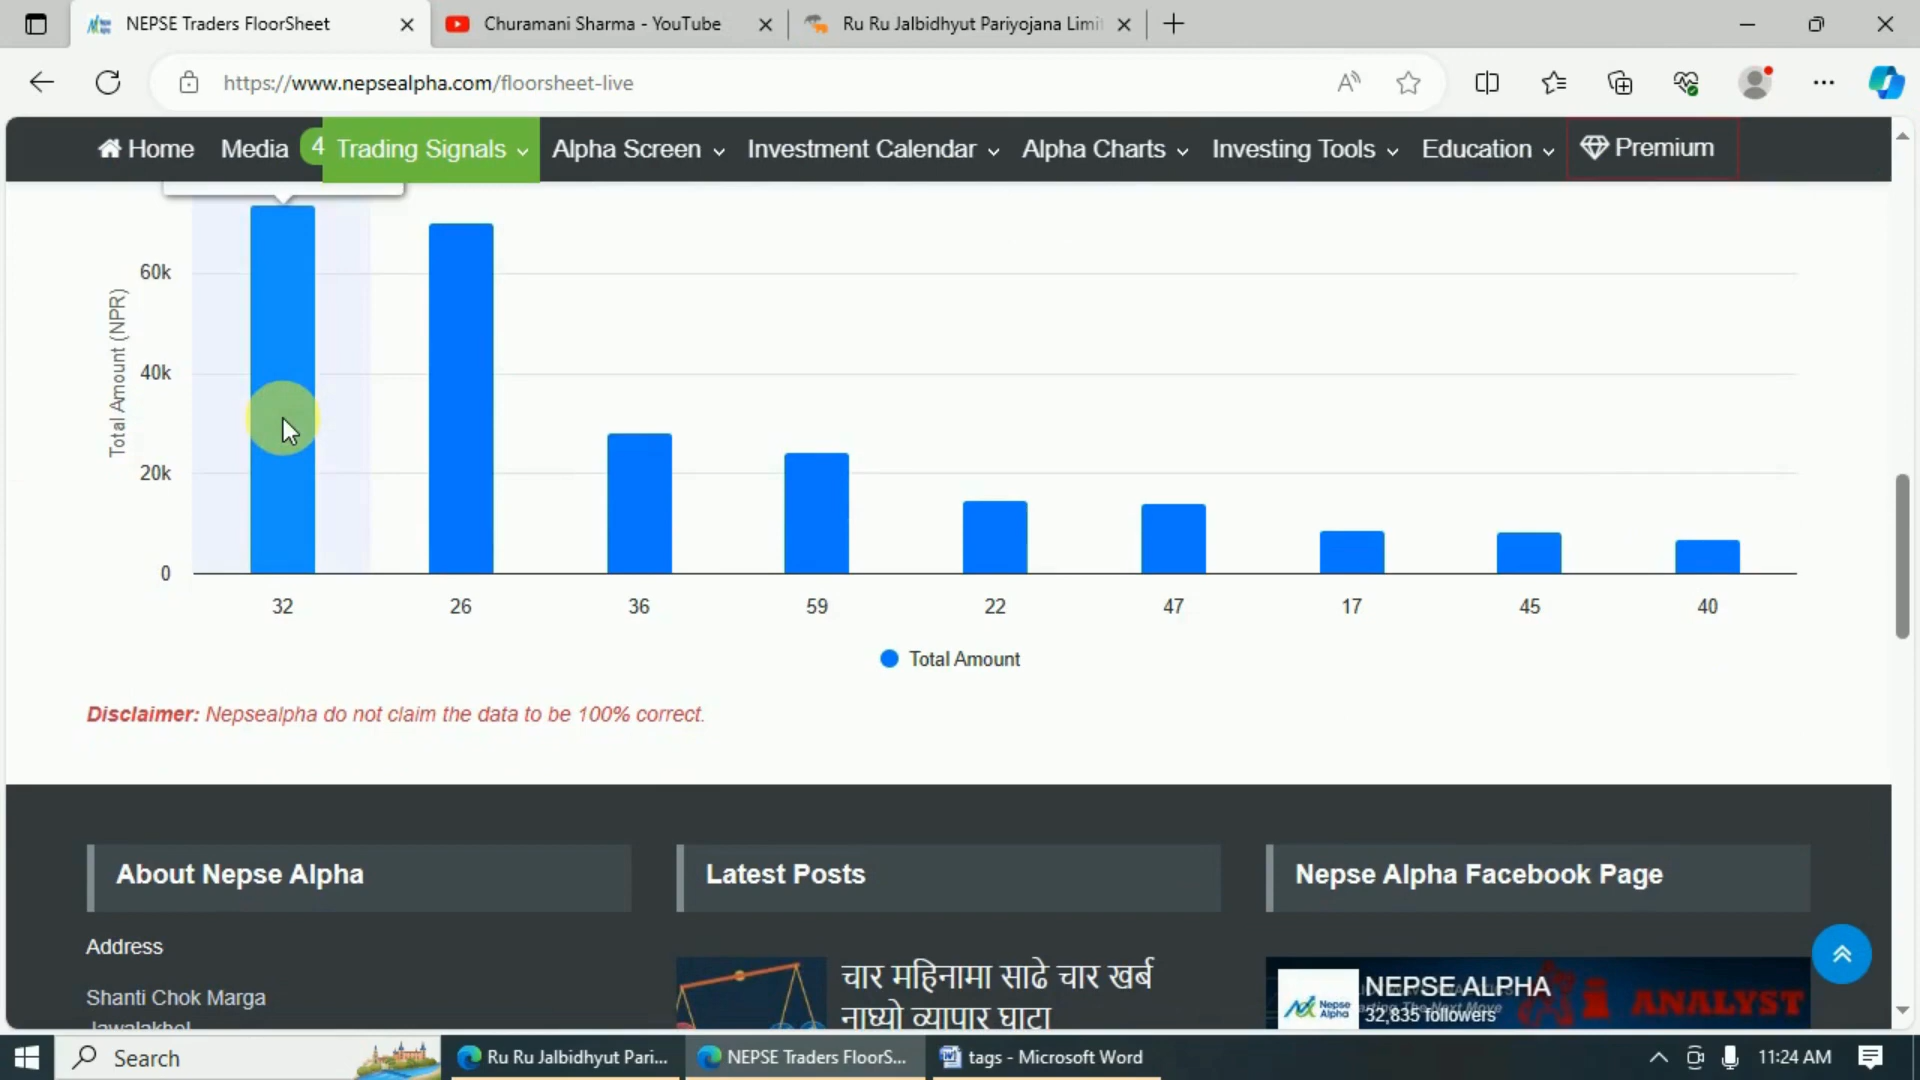 NEPSE Traders FloorSheet
Churamani Sharma - YouTube
Ru Ru Jalbidhyut Pariyojana Limi
https://www.nepsealpha.com/floorsheet-live
Home Media 4 Trading Signals Alpha Screen Investment Calendar Alpha Charts Investing Tools Education Premium
Total Amount (NPR)
60k
40k
20k
0
32 26 36 59 22 47 17 45 40
Total Amount
Disclaimer: Nepsealpha do not claim the data to be 100% correct.
About Nepse Alpha
Latest Posts
Nepse Alpha Facebook Page
Address
Shanti Chok Marga
Jawalakhel
चार महिनामा साढे चार खर्ब
नाघ्यो व्यापार घाटा
Nepse
Alpha
NEPSE ALPHA
32,835 followers
ANALYST
Search
Ru Ru Jalbidhyut Pari...
NEPSE Traders FloorS...
tags - Microsoft Word
11:24 AM